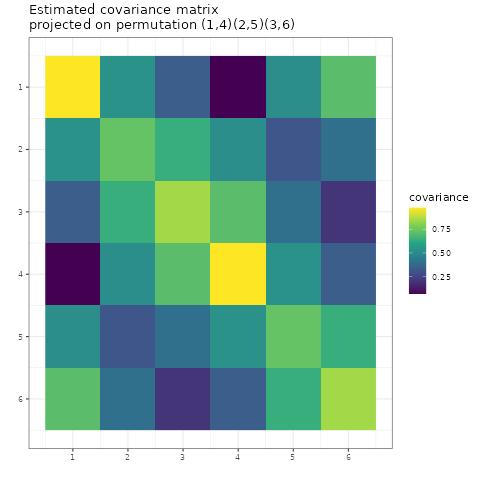 Estimated covariance matrix
projected on permutation (1,4)(2,5)(3,6)
1
2
3
4
5
6
1 2 3 4 5 6
covariance
0.75
0.50
0.25